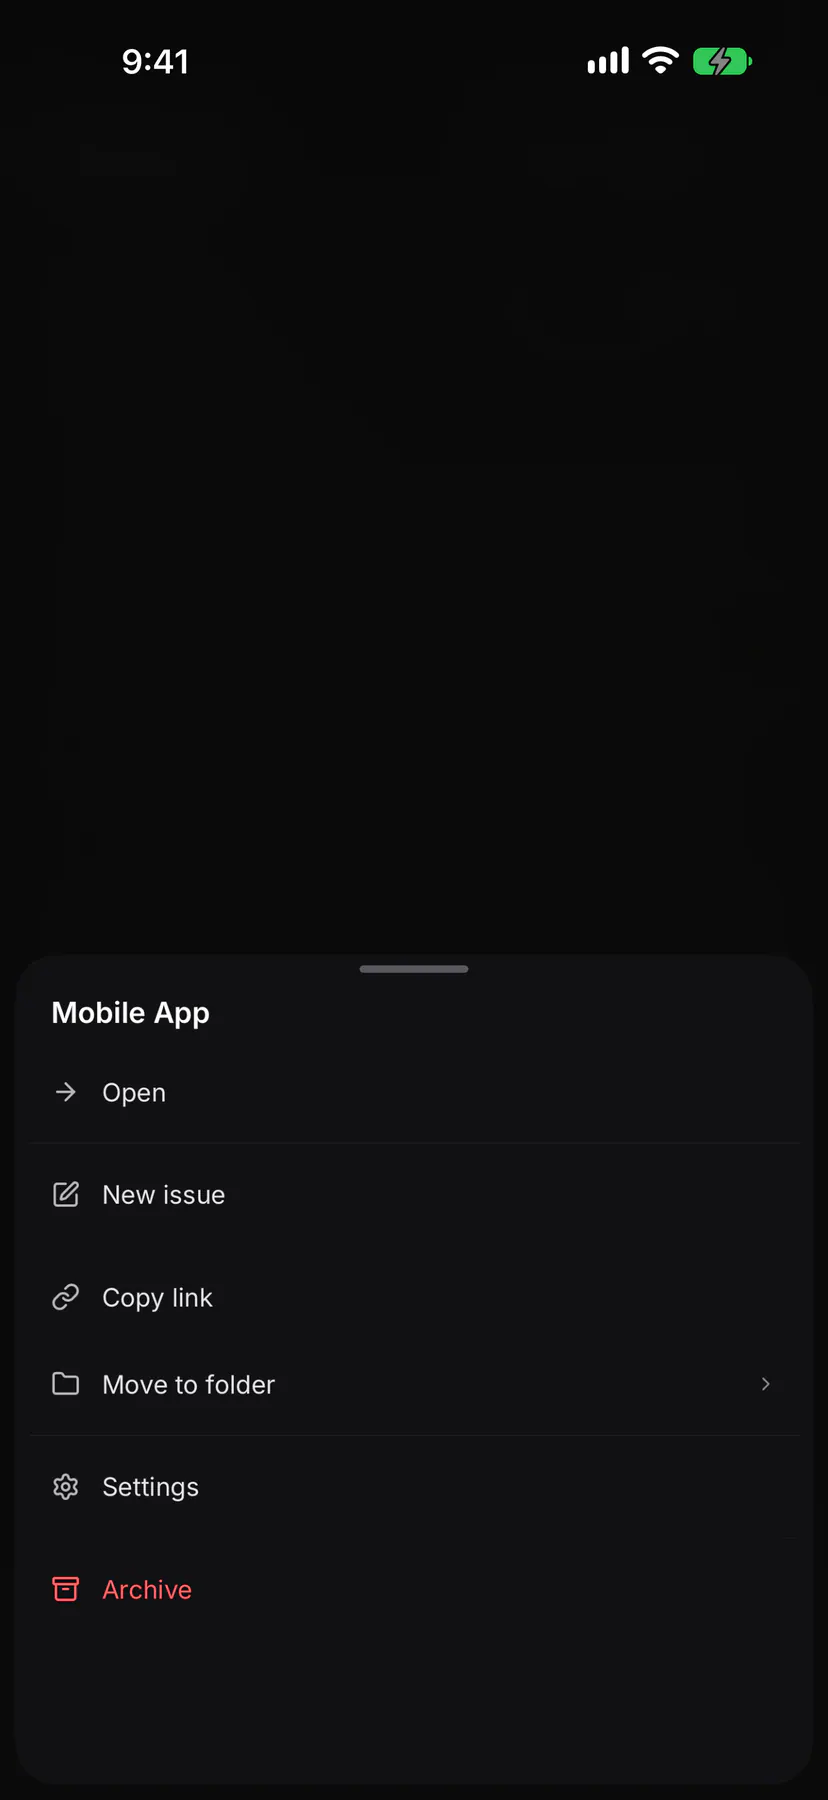 9:41
Mobile App
Open
New issue
Copy link
Move to folder
Settings
Archive